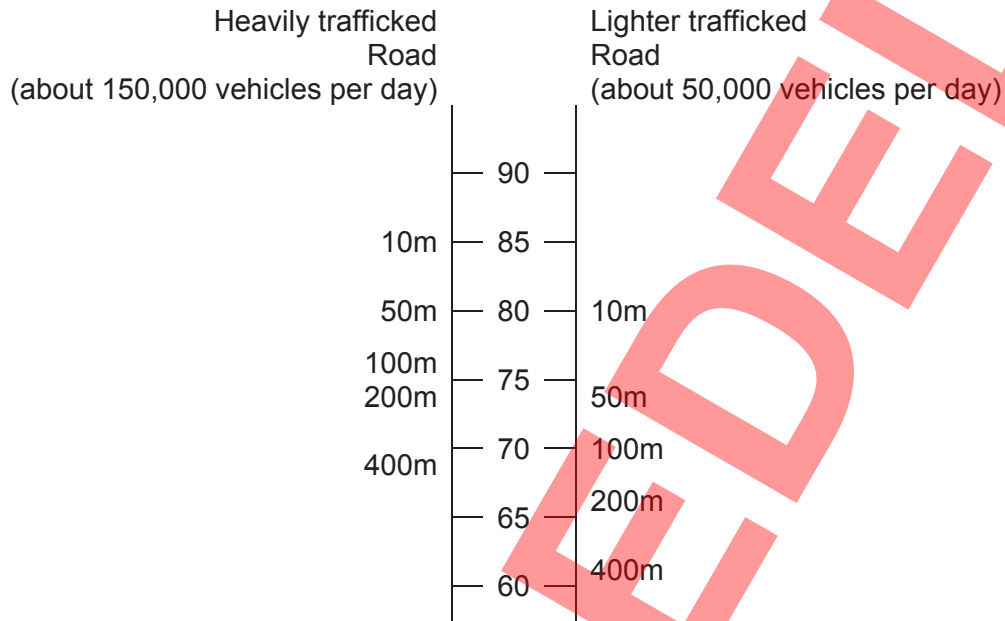 Heavily trafficked
Road
(about 150,000 vehicles per day)
Lighter trafficked
Road
(about 50,000 vehicles per day)
90
10m 85
50m 80 10m
100m
75
200m 50m
70 100m
400m
200m
65
400m
60